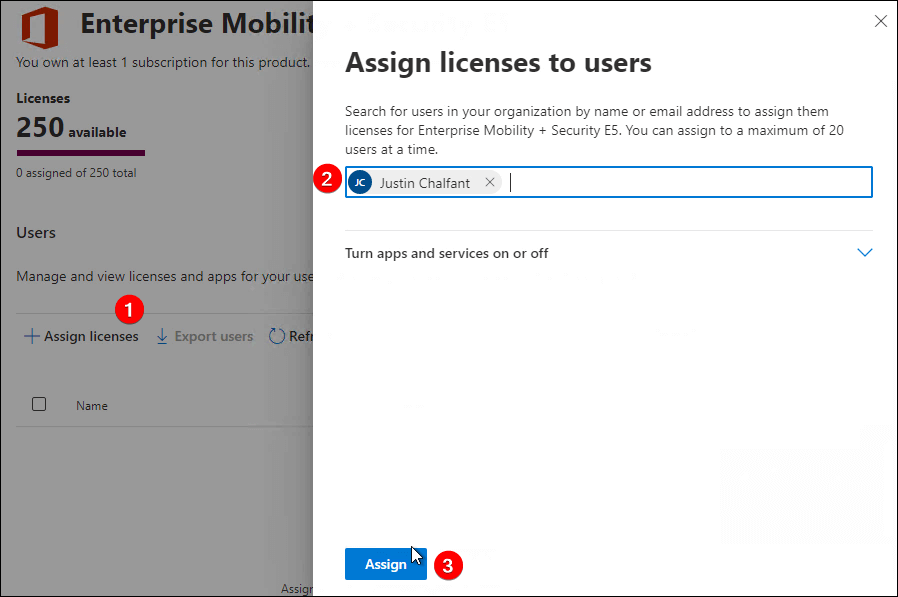 Enterprise Mobility
You own at least 1 subscription for this product.
Licenses
250 available
0 assigned of 250 total
Users
Manage and view licenses and apps for your use
1
Assign licenses
Export users
Refr
Name
Assign
Assign licenses to users
Search for users in your organization by name or email address to assign them
licenses for Enterprise Mobility + Security E5. You can assign to a maximum of 20
users at a time.
2
JC Justin Chalfant
Turn apps and services on or off
Assign
3